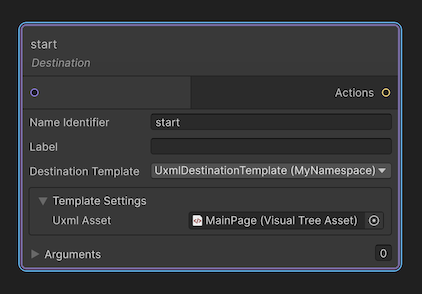 start
Destination
Actions
Name Identifier start
Label
Destination Template UxmlDestinationTemplate (MyNamespace)
Template Settings
Uxml Asset MainPage (Visual Tree Asset)
Arguments 0